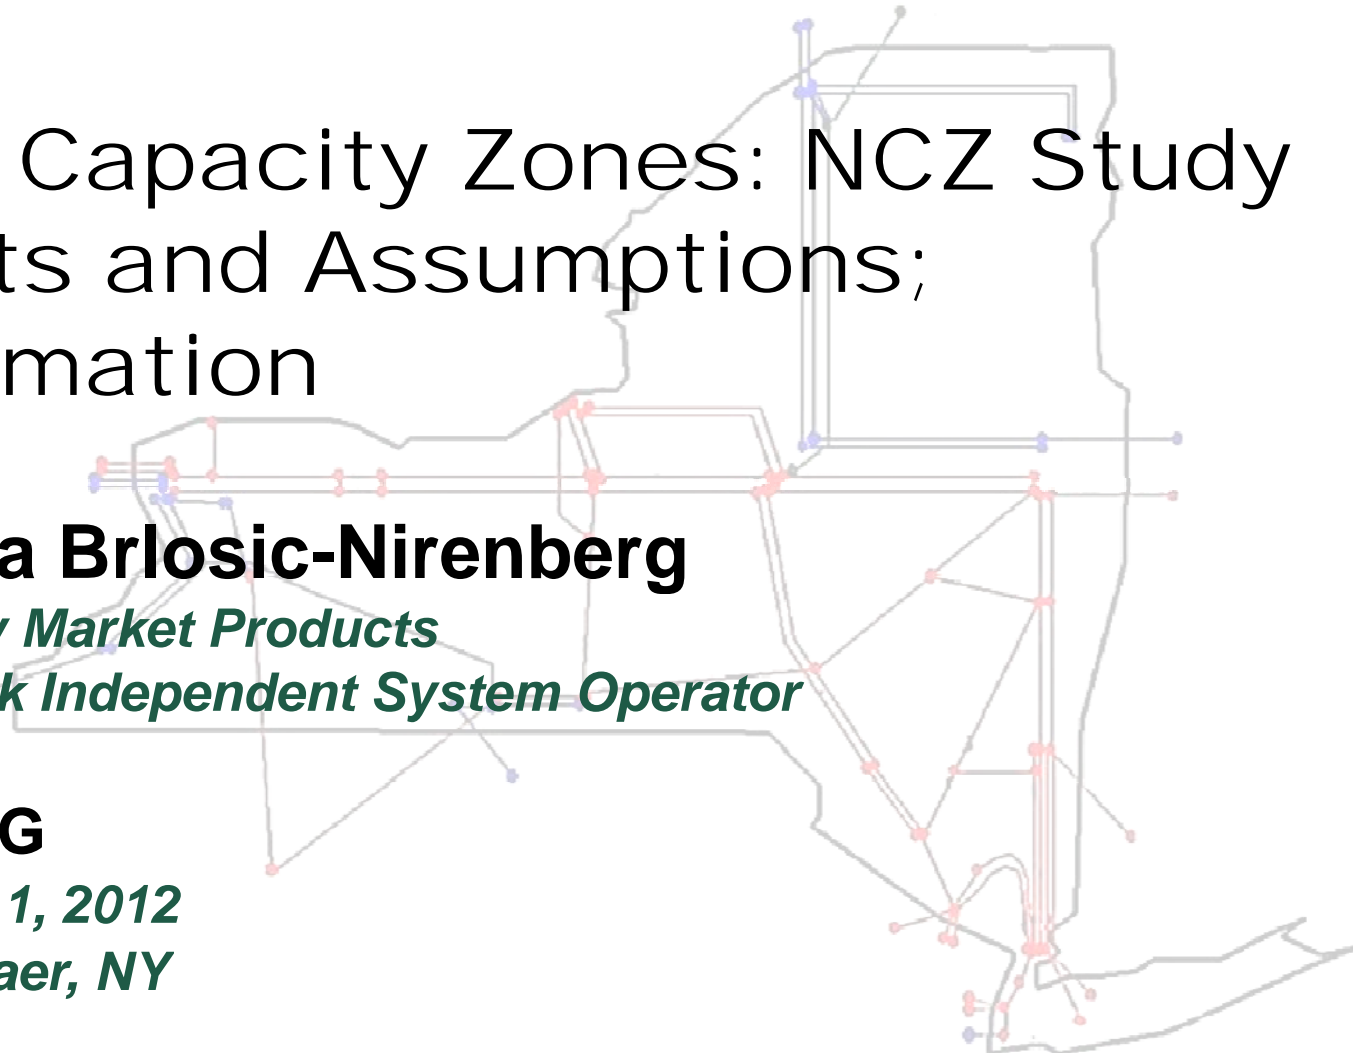 Capacity Zones: NCZ Study
ts and Assumptions;
mation
a Brlosic-Nirenberg
y Market Products
k Independent System Operator
G
1, 2012
aer, NY